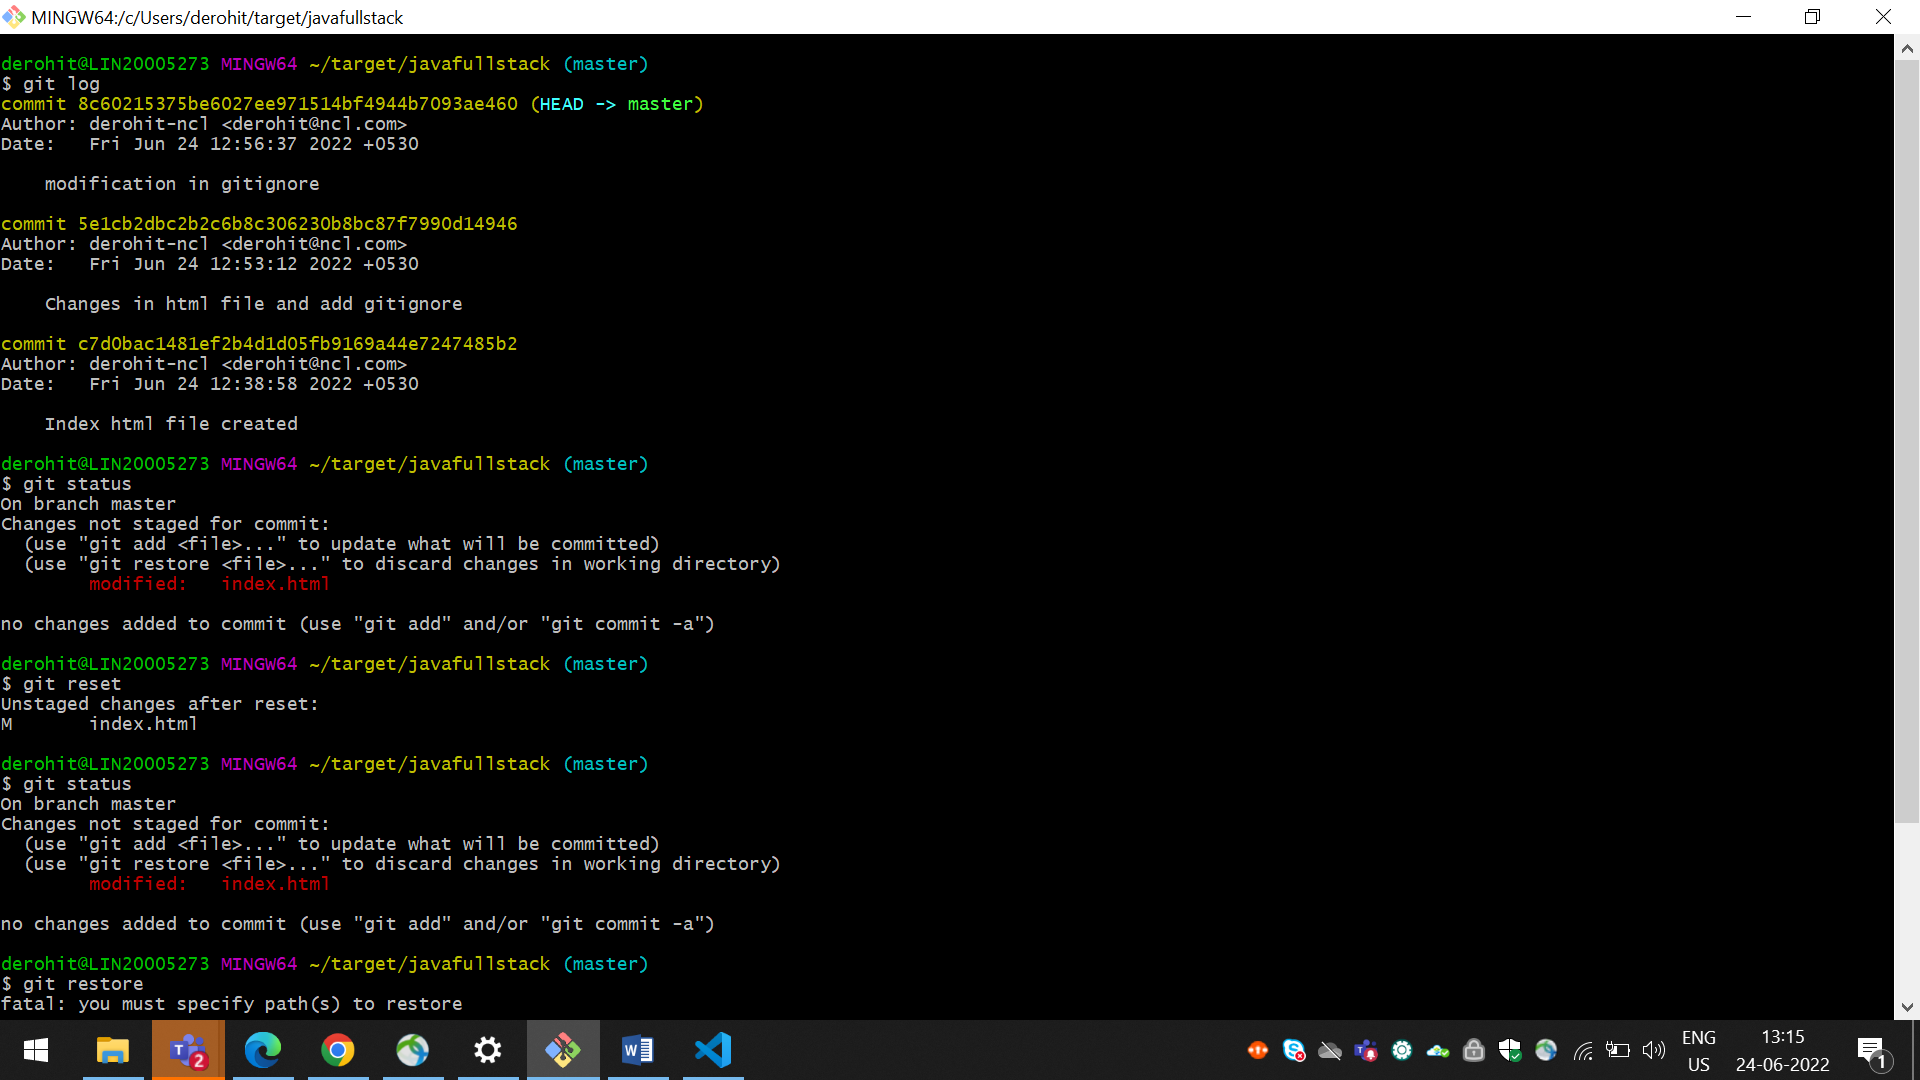 MINGW64:/c/Users/derohit/target/javafullstack
derohit@LIN20005273 MINGW64 ~/target/javafullstack (master)
$ git log
commit 8c60215375be6027ee971514bf4944b7093ae460 (HEAD -> master)
Author: derohit-ncl <derohit@ncl.com>
Date:   Fri Jun 24 12:56:37 2022 +0530
    modification in gitignore
commit 5e1cb2dbc2b2c6b8c306230b8bc87f7990d14946
Author: derohit-ncl <derohit@ncl.com>
Date:   Fri Jun 24 12:53:12 2022 +0530
    Changes in html file and add gitignore
commit c7d0bac1481ef2b4d1d05fb9169a44e7247485b2
Author: derohit-ncl <derohit@ncl.com>
Date:   Fri Jun 24 12:38:58 2022 +0530
    Index html file created
derohit@LIN20005273 MINGW64 ~/target/javafullstack (master)
$ git status
On branch master
Changes not staged for commit:
  (use "git add <file>..." to update what will be committed)
  (use "git restore <file>..." to discard changes in working directory)
        modified:   index.html
no changes added to commit (use "git add" and/or "git commit -a")
derohit@LIN20005273 MINGW64 ~/target/javafullstack (master)
$ git reset
Unstaged changes after reset:
M       index.html
derohit@LIN20005273 MINGW64 ~/target/javafullstack (master)
$ git status
On branch master
Changes not staged for commit:
  (use "git add <file>..." to update what will be committed)
  (use "git restore <file>..." to discard changes in working directory)
        modified:   index.html
no changes added to commit (use "git add" and/or "git commit -a")
derohit@LIN20005273 MINGW64 ~/target/javafullstack (master)
$ git restore
fatal: you must specify path(s) to restore
T 2
W
ENG
US
13:15
24-06-2022
1